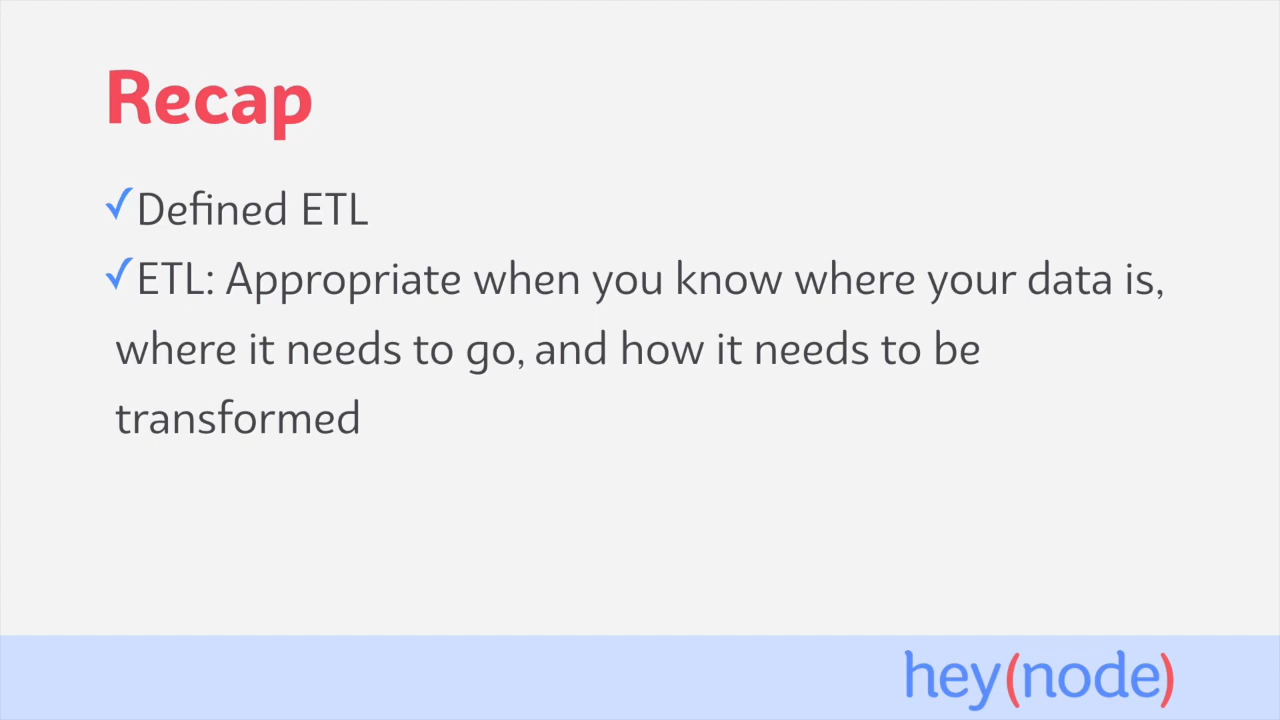 Recap
✓Defined ETL
✓ETL: Appropriate when you know where your data is,
where it needs to go, and how it needs to be
transformed
hey(node)